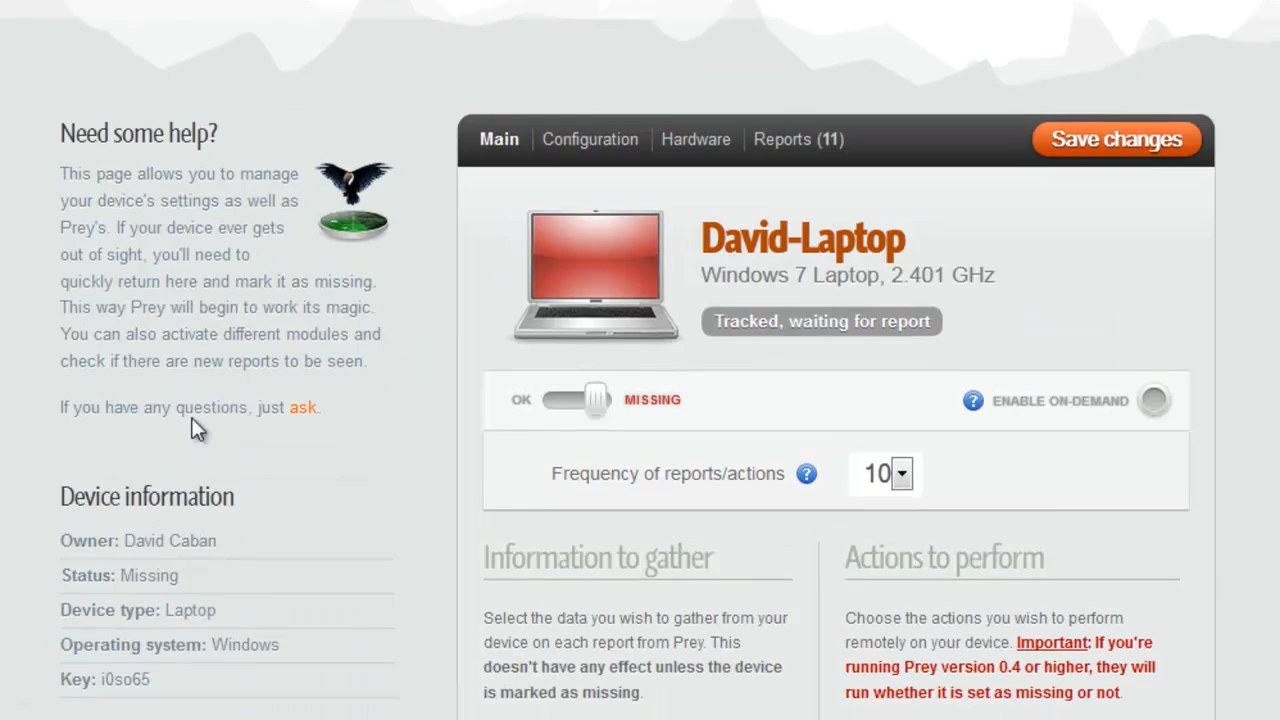 Need some help?
This page allows you to manage
your device's settings as well as
Prey's. If your device ever gets
out of sight, you'll need to
quickly return here and mark it as missing.
This way Prey will begin to work its magic.
You can also activate different modules and
check if there are new reports to be seen.
If you have any questions, just ask.
Device information
Owner: David Caban
Status: Missing
Device type: Laptop
Operating system: Windows
Key: i0so65
Main Configuration Hardware Reports (11) Save changes
David-Laptop
Windows 7 Laptop, 2.401 GHz
Tracked, waiting for report
OK MISSING ? ENABLE ON-DEMAND
Frequency of reports/actions ? 10
Information to gather
Select the data you wish to gather from your
device on each report from Prey. This
doesn't have any effect unless the device
is marked as missing.
Actions to perform
Choose the actions you wish to perform
remotely on your device. Important: If you're
running Prey version 0.4 or higher, they will
run whether it is set as missing or not.